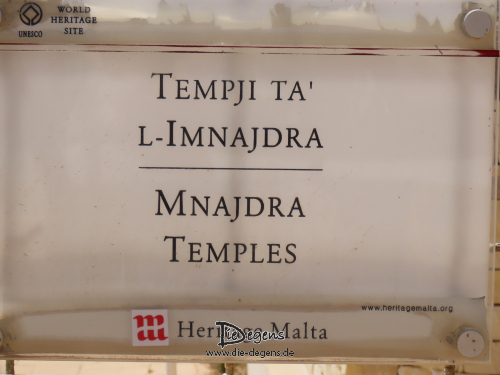 WORLD
HERITAGE
SITE
UNESCO
TEMPJI TA'
L-IMNAJDRA
MNAJDRA
TEMPLES
www.heritagemalta.org
Heritage Malta
Die Degens
www.die-degens.de